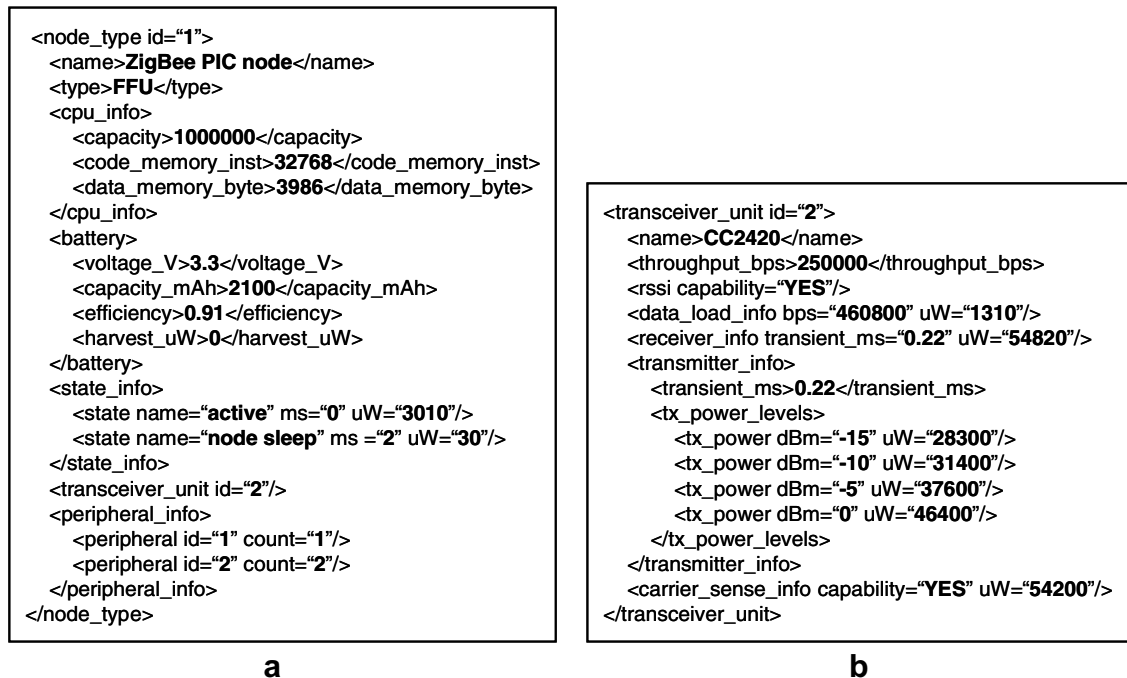 <node_type id=“1”>
<name>ZigBee PIC node</name>
<type>FFU</type>
<cpu_info>
<capacity>1000000</capacity>
<code_memory_inst>32768</code_memory_inst>
<data_memory_byte>3986</data_memory_byte>
</cpu_info>
<battery>
<voltage_V>3.3</voltage_V>
<capacity_mAh>2100</capacity_mAh>
<efficiency>0.91</efficiency>
<harvest_uW>0</harvest_uW>
</battery>
<state_info>
<state name=“active” ms=“0” uW=“3010”/>
<state name=“node sleep” ms =“2” uW=“30”/>
</state_info>
<transceiver_unit id=“2”/>
<peripheral_info>
<peripheral id=“1” count=“1”/>
<peripheral id=“2” count=“2”/>
</peripheral_info>
</node_type>
a
<transceiver_unit id=“2”>
<name>CC2420</name>
<throughput_bps>250000</throughput_bps>
<rssi capability=“YES”/>
<data_load_info bps=“460800” uW=“1310”/>
<receiver_info transient_ms=“0.22” uW=“54820”/>
<transmitter_info>
<transient_ms>0.22</transient_ms>
<tx_power_levels>
<tx_power dBm=“-15” uW=“28300”/>
<tx_power dBm=“-10” uW=“31400”/>
<tx_power dBm=“-5” uW=“37600”/>
<tx_power dBm=“0” uW=“46400”/>
</tx_power_levels>
</transmitter_info>
<carrier_sense_info capability=“YES” uW=“54200”/>
</transceiver_unit>
b